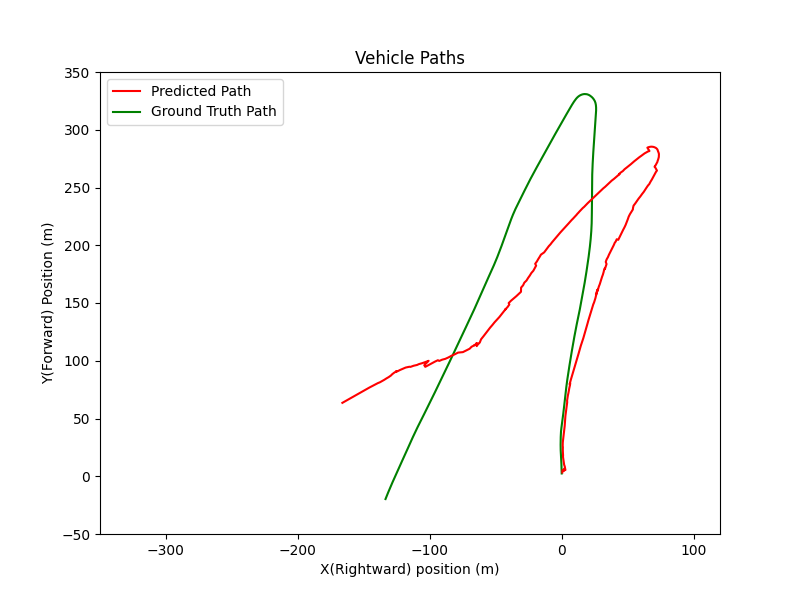 Vehicle Paths
Predicted Path
Ground Truth Path
Y(Forward) Position (m)
350
300
250
200
150
100
50
0
−50
−300
−200
−100
0
100
X(Rightward) position (m)